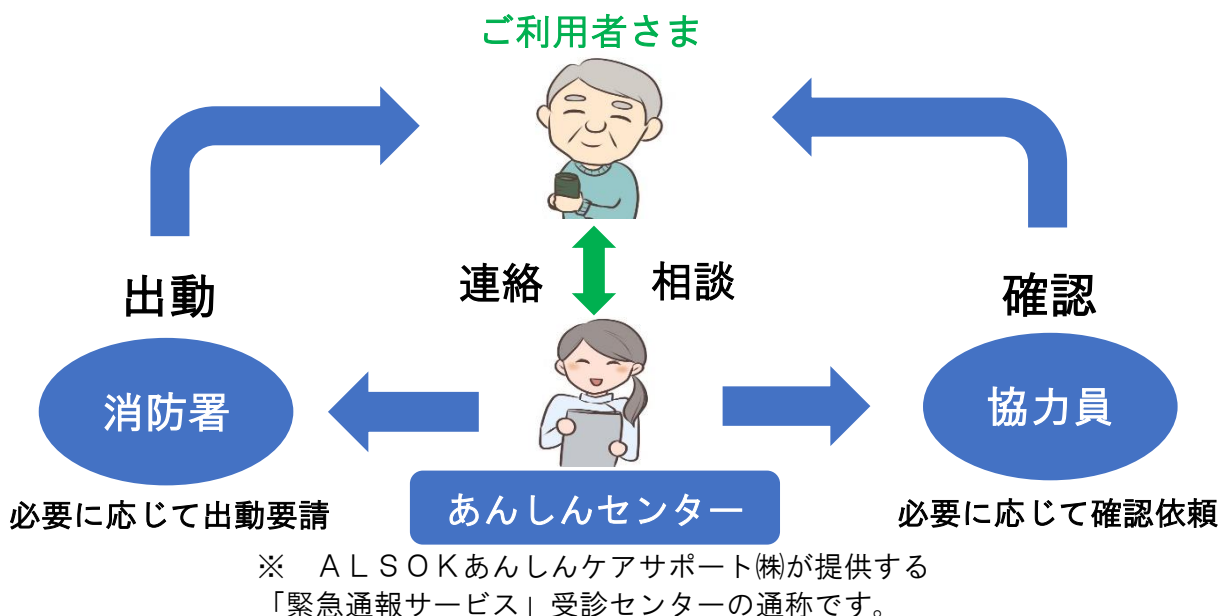 ご利用者さま
連絡
相談
出動
確認
消防署
協力員
必要に応じて出動要請
あんしんセンター
必要に応じて確認依頼
※　ＡＬＳＯＫあんしんケアサポート㈱が提供する
「緊急通報サービス」受診センターの通称です。